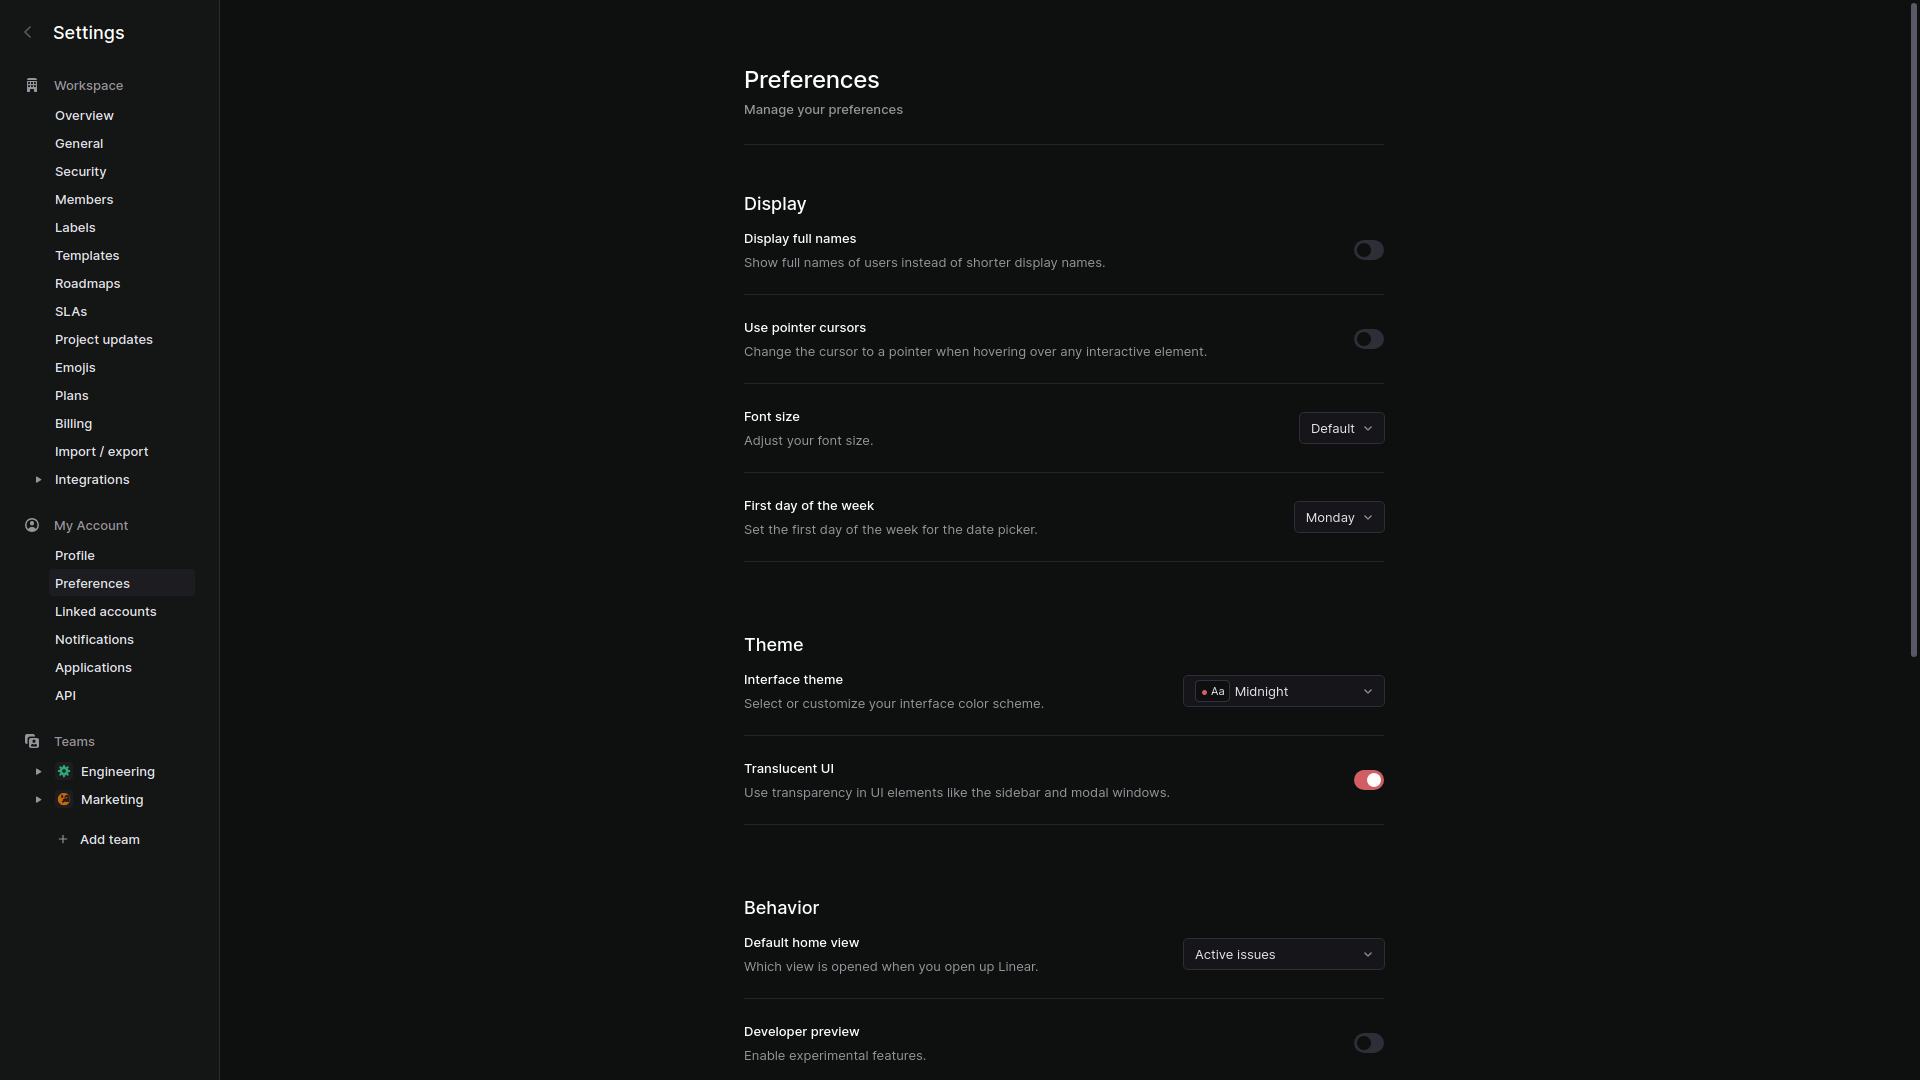 Settings
Workspace
Overview
General
Security
Members
Labels
Templates
Roadmaps
SLAs
Project updates
Emojis
Plans
Billing
Import / export
Integrations
My Account
Profile
Preferences
Linked accounts
Notifications
Applications
API
Teams
Engineering
Marketing
Add team
Preferences
Manage your preferences
Display
Display full names
Show full names of users instead of shorter display names.
Use pointer cursors
Change the cursor to a pointer when hovering over any interactive element.
Font size
Adjust your font size.
Default
First day of the week
Set the first day of the week for the date picker.
Monday
Theme
Interface theme
Select or customize your interface color scheme.
Aa Midnight
Translucent UI
Use transparency in UI elements like the sidebar and modal windows.
Behavior
Default home view
Which view is opened when you open up Linear.
Active issues
Developer preview
Enable experimental features.